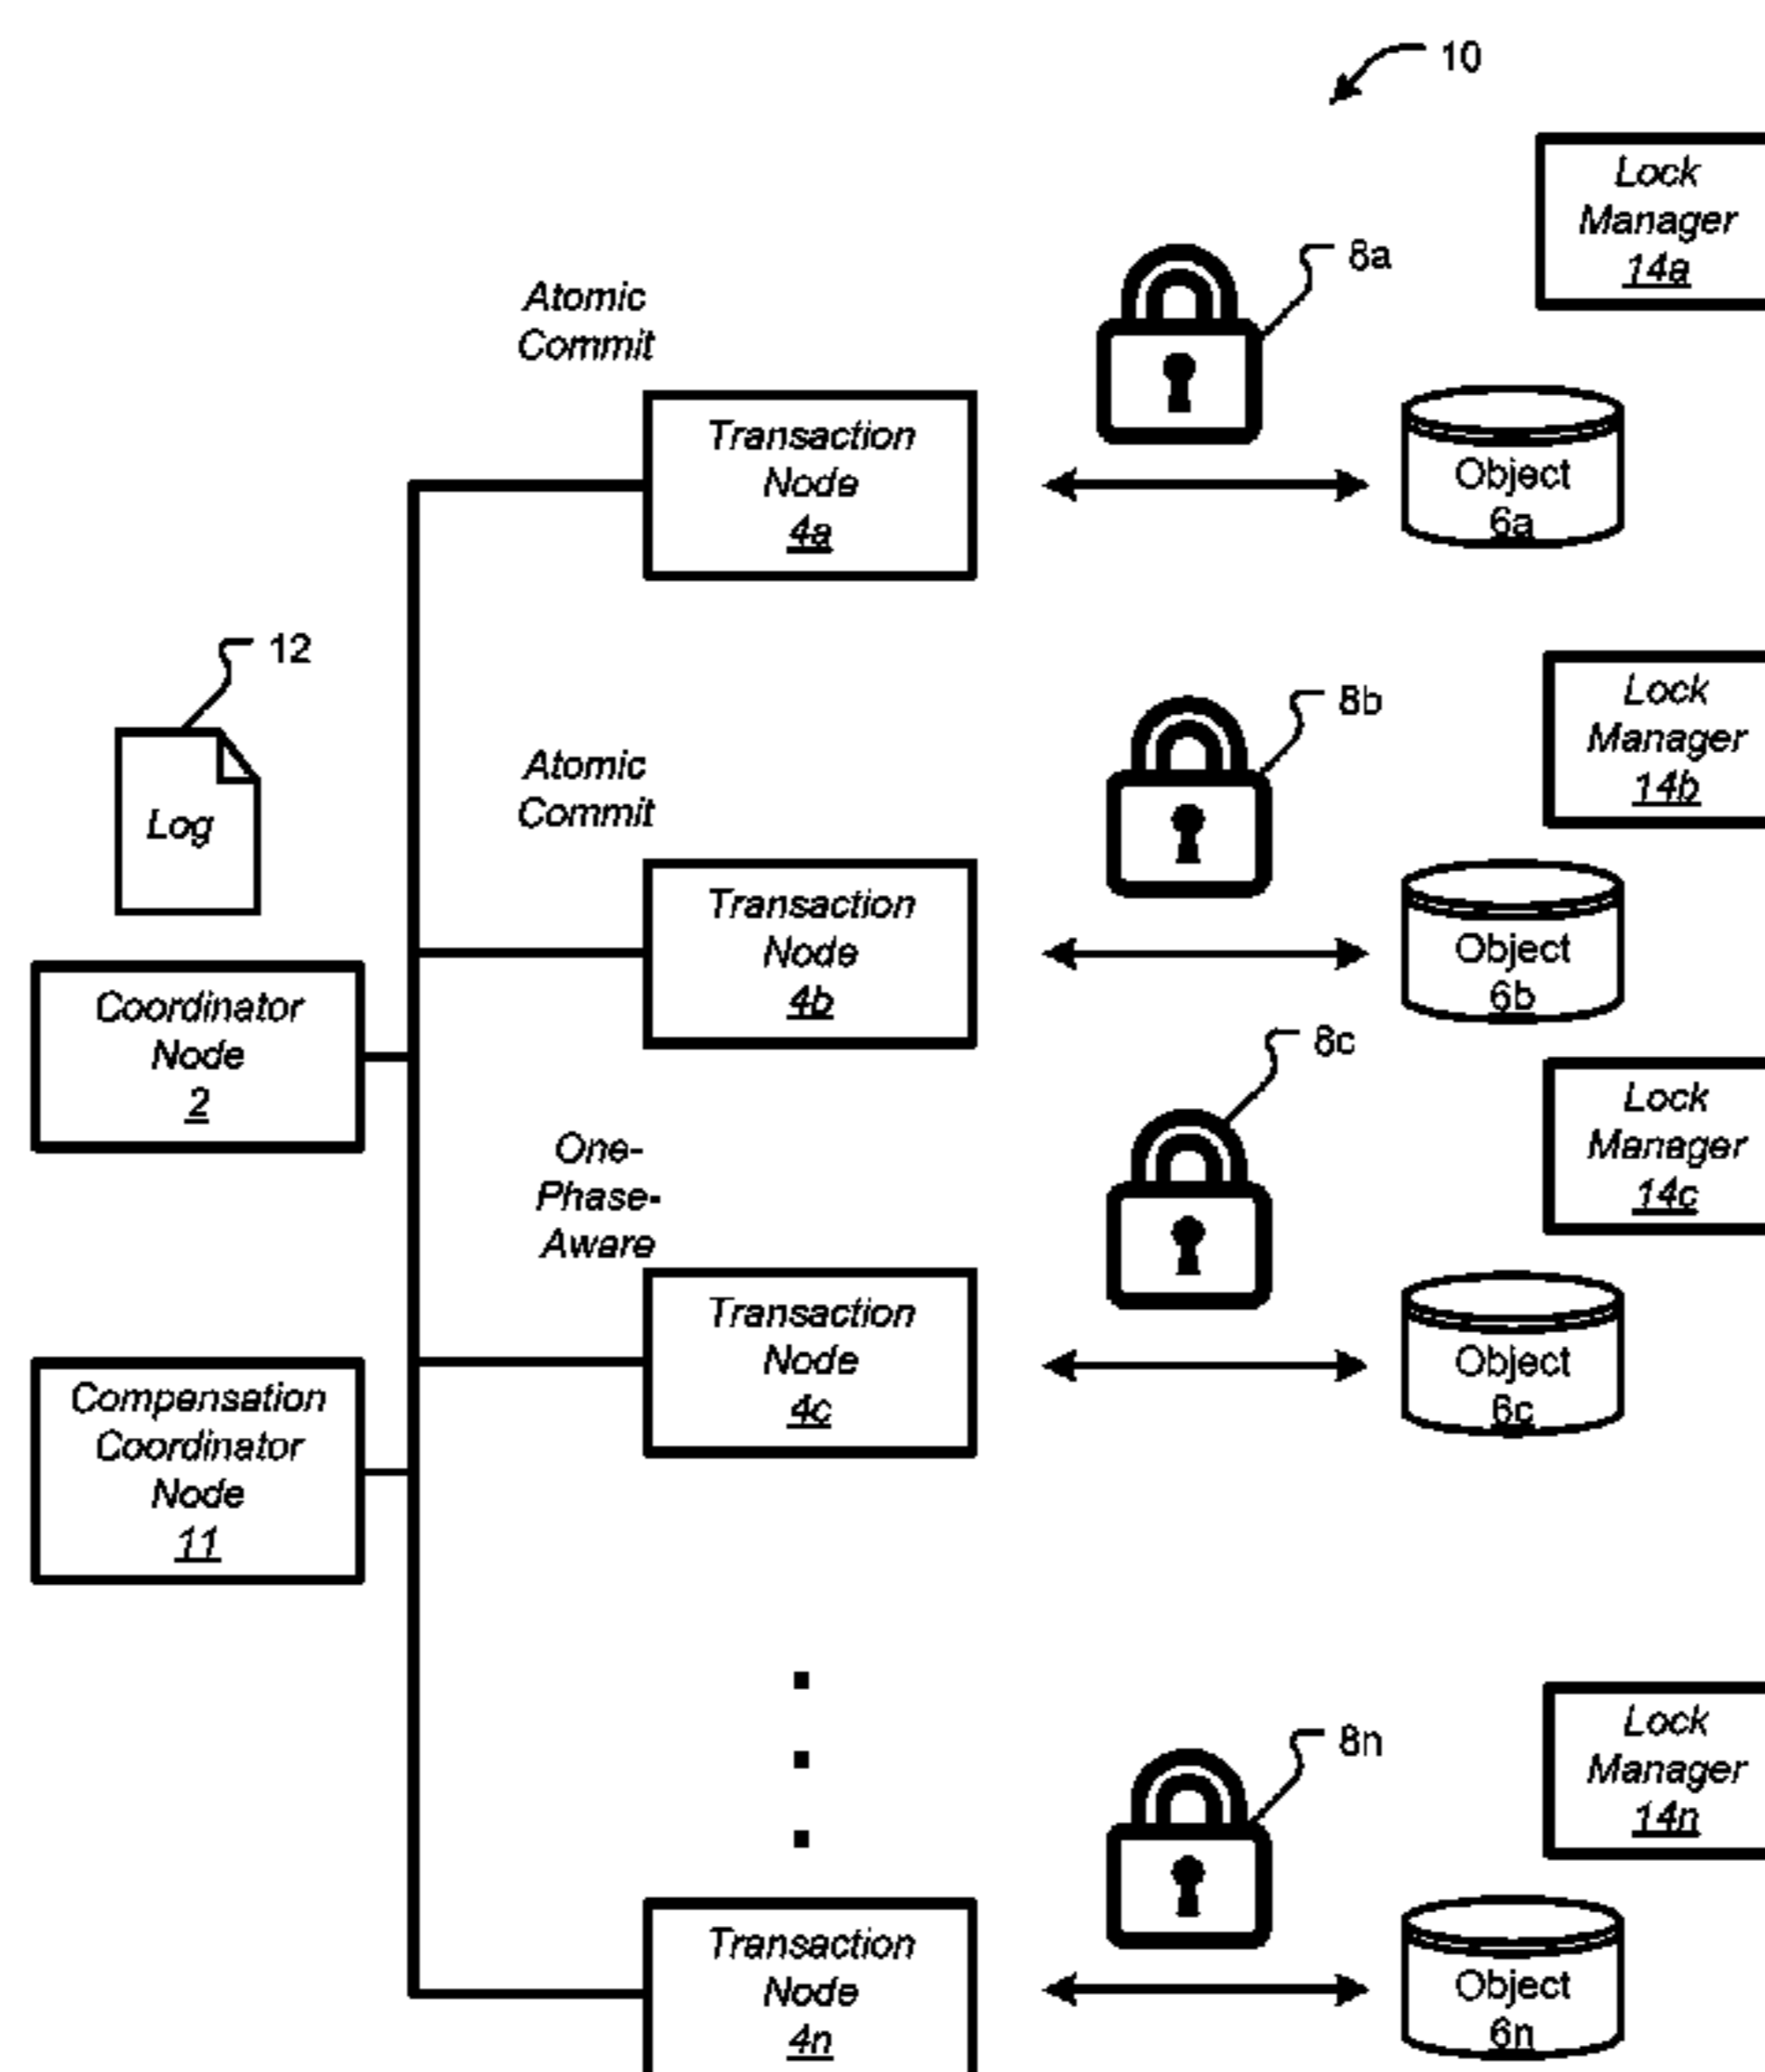 10
Lock
Manager
14a
8a
Atomic
Commit
Transaction
Node
4a
Object
6a
12
Log
Lock
Manager
14b
8b
Atomic
Commit
Transaction
Node
4b
Object
6b
Coordinator
Node
2
8c
Lock
Manager
14c
One-
Phase-
Aware
Transaction
Node
4c
Object
6c
Compensation
Coordinator
Node
11
Lock
Manager
14n
8n
Transaction
Node
4n
Object
6n